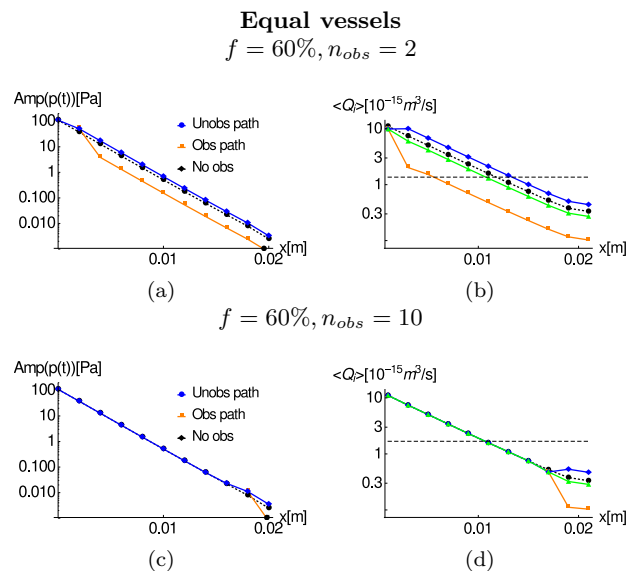 Equal vessels
f = 60%, n_obs = 2
Amp(p(t))[Pa]
100
10
1
0.100
0.010
Unobs path
Obs path
No obs
0.01
0.02
x[m]
(a)
<Q_i>[10^-15 m^3/s]
10
3
1
0.3
0.01
0.02
x[m]
(b)
f = 60%, n_obs = 10
Amp(p(t))[Pa]
100
10
1
0.100
0.010
Unobs path
Obs path
No obs
0.01
0.02
x[m]
(c)
<Q_i>[10^-15 m^3/s]
10
3
1
0.3
0.01
0.02
x[m]
(d)